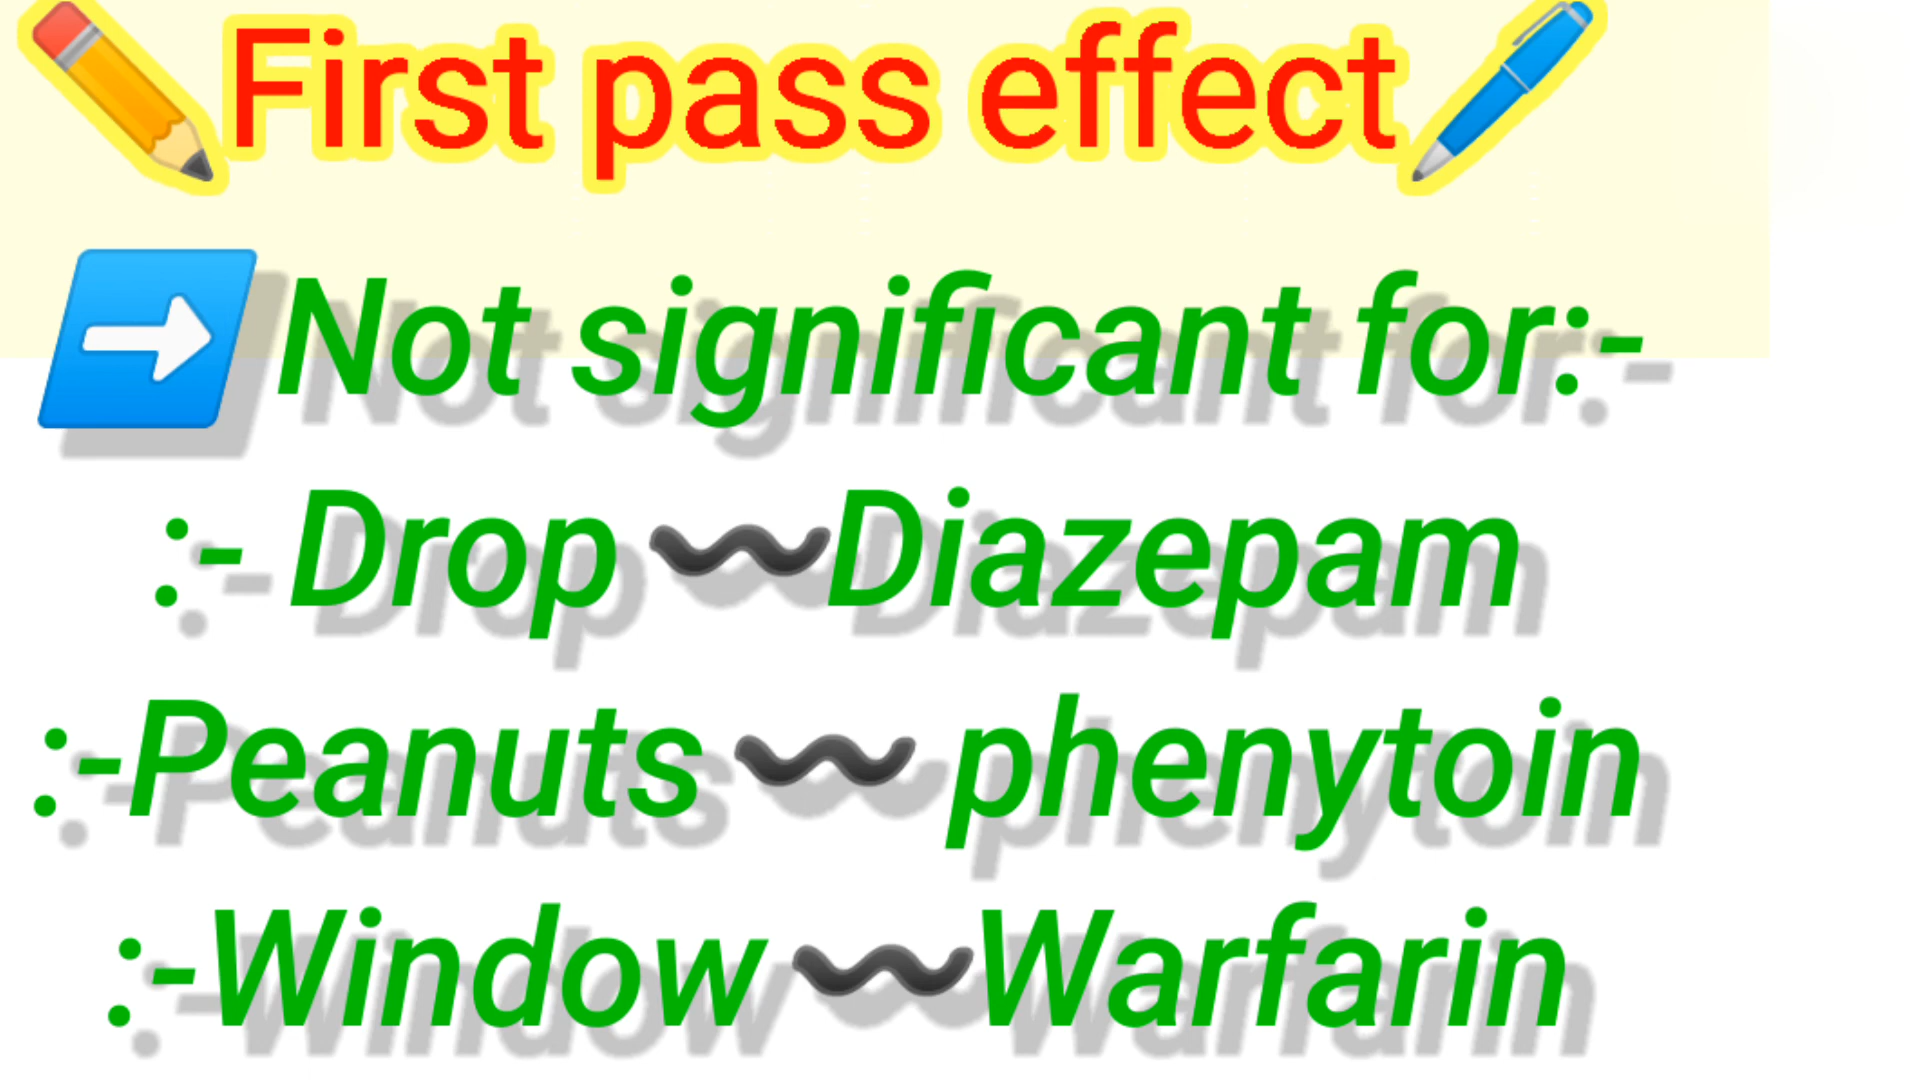 ✏️First pass effect🖊️
➡️Not significant for:-
:- Drop 〰️Diazepam
:-Peanuts 〰️ phenytoin
:-Window 〰️Warfarin